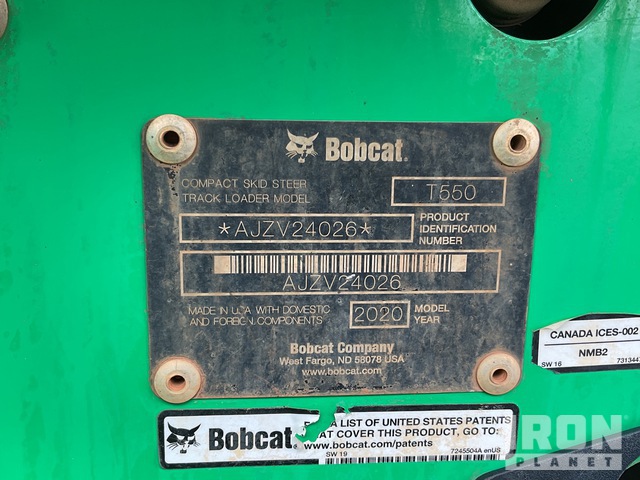 Bobcat.
COMPACT SKID STEER
TRACK LOADER MODEL
T550
*AJZV24026*
PRODUCT
IDENTIFICATION
NUMBER
AJZV24026
MADE IN USA WITH DOMESTIC
AND FOREIGN COMPONENTS
2020
MODEL
YEAR
Bobcat Company
West Fargo, ND 58078 USA
www.bobcat.com
CANADA ICES-002
NMB2
SW 16
Bobcat
A LIST OF UNITED STATES PATENTS
AT COVER THIS PRODUCT, GO TO:
www.bobcat.com/patents
SW 19
7245504A enUS
IRON
PLANET